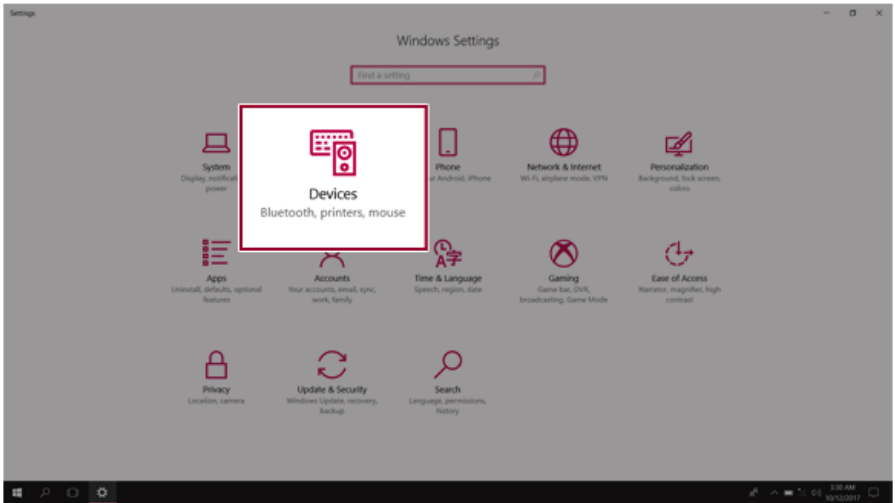 Settings
Windows Settings
Find a setting
System
Display, notificati
power
Devices
Bluetooth, printers, mouse
Phone
r Android, iPhone
Network & Internet
Wi-Fi, airplane mode, VPN
Personalization
Background, lock screen,
colors
Apps
Uninstall, defaults, optional
features
Accounts
Your accounts, email, sync,
work, family
Time & Language
Speech, region, date
Gaming
Game bar, DVR,
broadcasting, Game Mode
Ease of Access
Narrator, magnifier, high
contrast
Privacy
Location, camera
Update & Security
Windows Update, recovery,
backup
Search
Language, permissions,
history
3:30 AM
10/12/2017